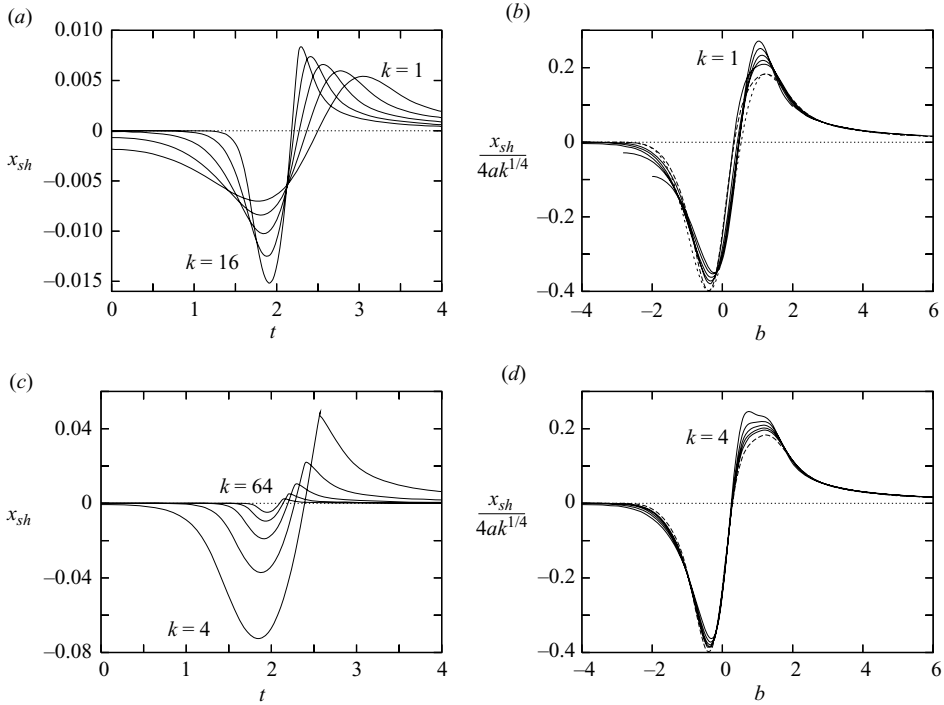 (a)
0.010
0.005
0
−0.005
−0.010
−0.015
x_sh
k = 1
k = 16
0 1 2 3 4
t
(b)
0.2
0
−0.2
−0.4
x_sh
4ak^{1/4}
k = 1
−4 −2 0 2 4 6
b
(c)
0.04
0
−0.04
−0.08
x_sh
k = 64
k = 4
0 1 2 3 4
t
(d)
0.2
0
−0.2
−0.4
x_sh
4ak^{1/4}
k = 4
−4 −2 0 2 4 6
b